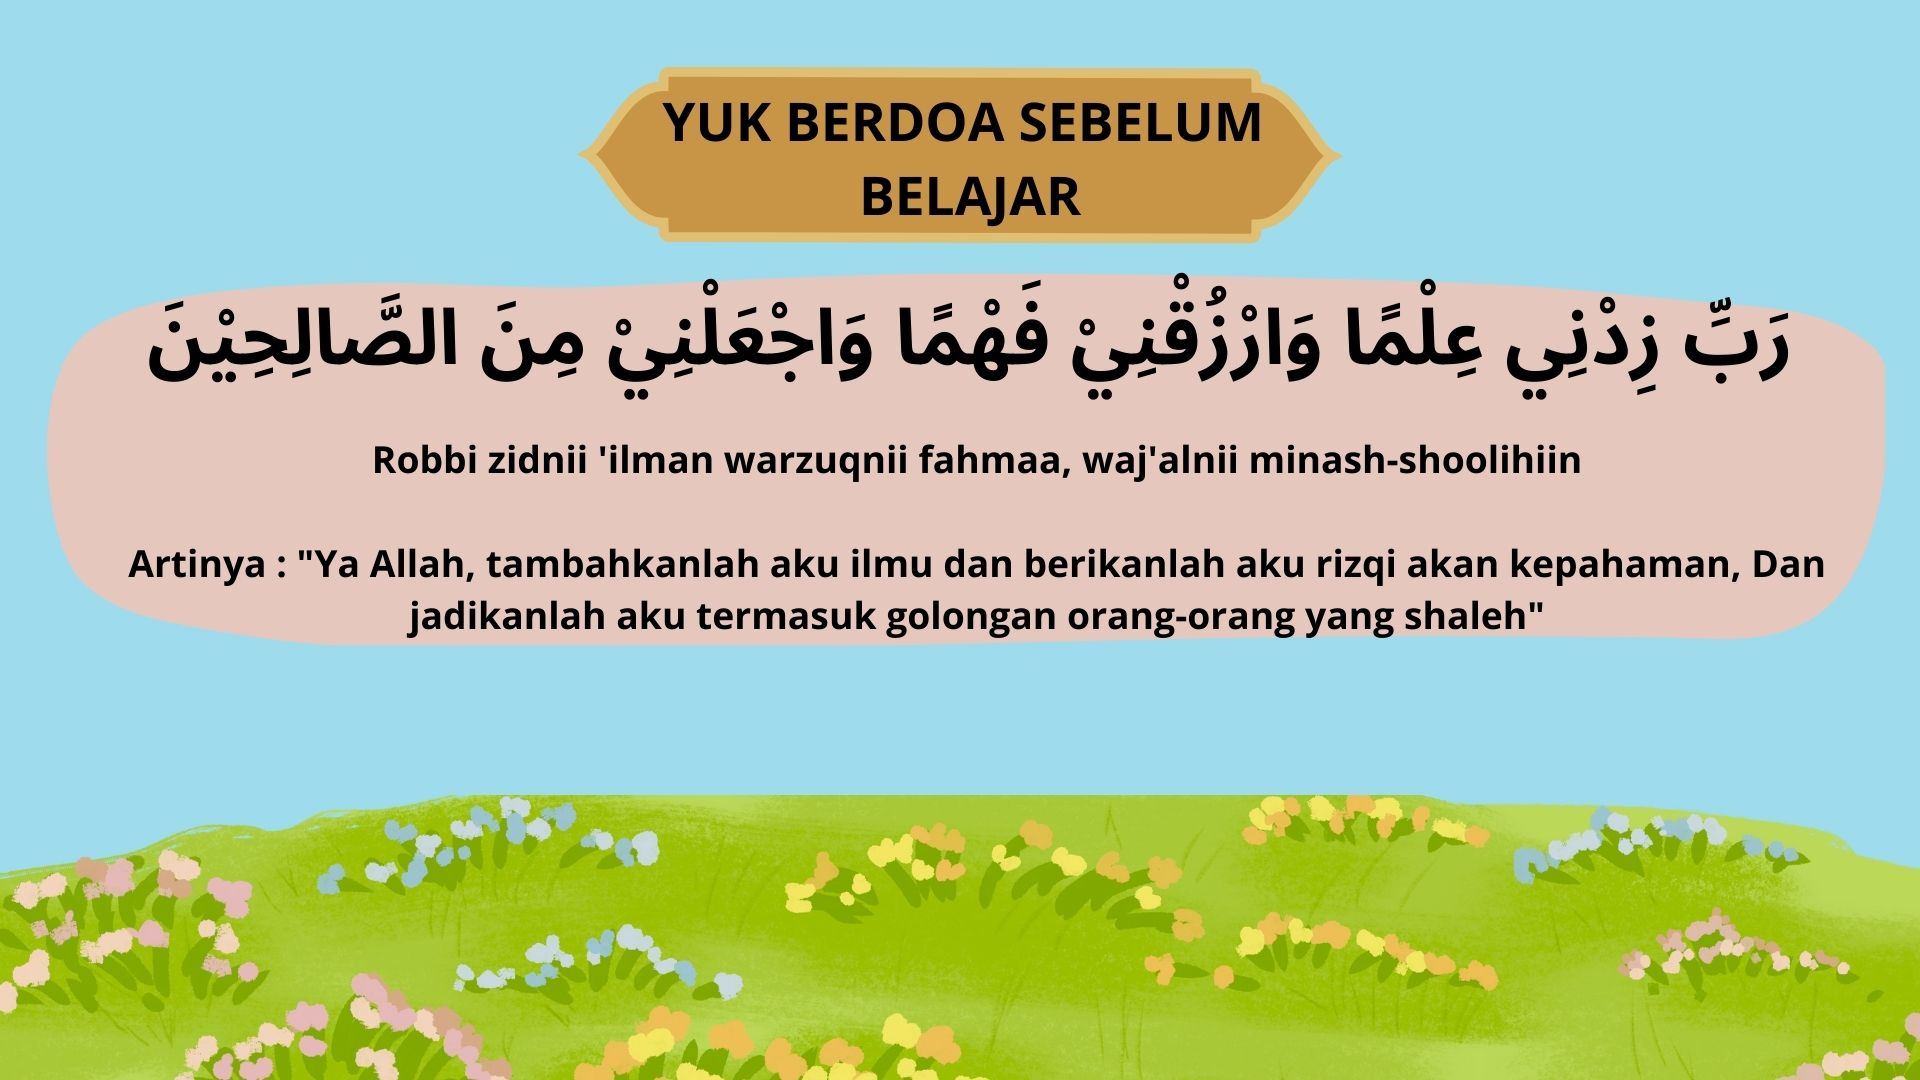 YUK BERDOA SEBELUM
BELAJAR
رَبِّ زِدْنِي عِلْمًا وَارْزُقْنِيْ فَهْمًا وَاجْعَلْنِيْ مِنَ الصَّالِحِيْنَ
Robbi zidnii 'ilman warzuqnii fahmaa, waj'alnii minash-shoolihiin
Artinya : "Ya Allah, tambahkanlah aku ilmu dan berikanlah aku rizqi akan kepahaman, Dan
jadikanlah aku termasuk golongan orang-orang yang shaleh"